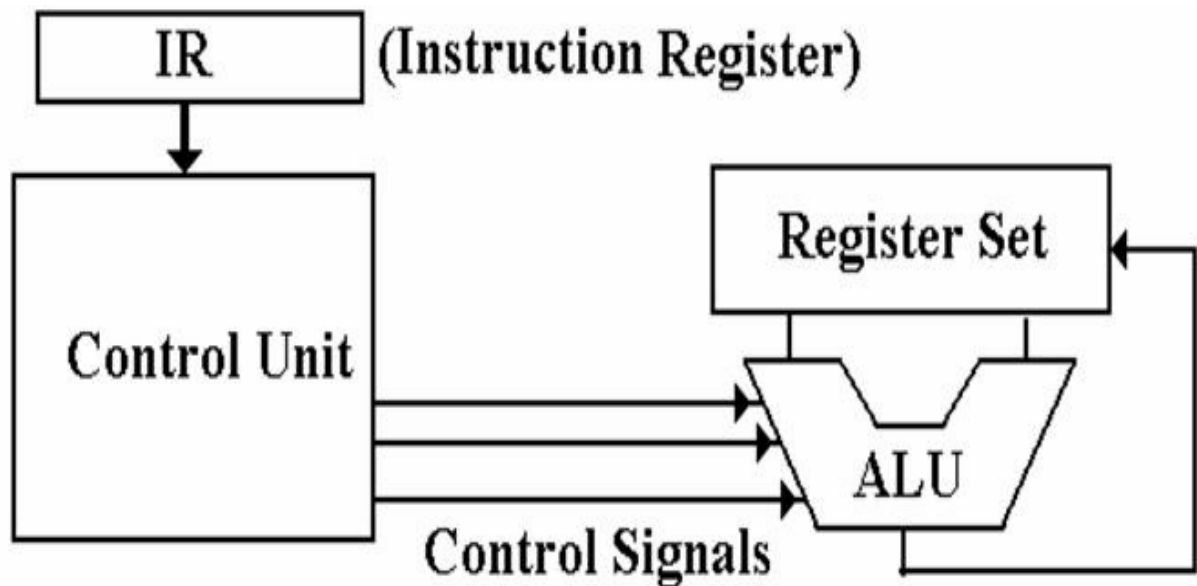 IR
(Instruction Register)
Register Set
Control Unit
ALU
Control Signals